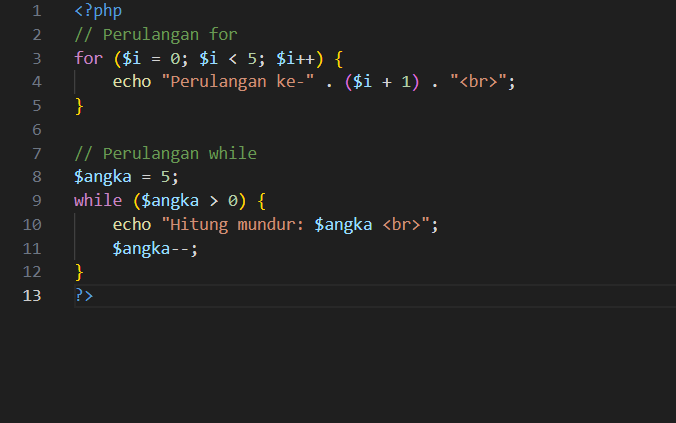 1 <?php
2 // Perulangan for
3 for ($i = 0; $i < 5; $i++) {
4     echo "Perulangan ke-" . ($i + 1) . "<br>";
5 }
6
7 // Perulangan while
8 $angka = 5;
9 while ($angka > 0) {
10     echo "Hitung mundur: $angka <br>";
11     $angka--;
12 }
13 ?>